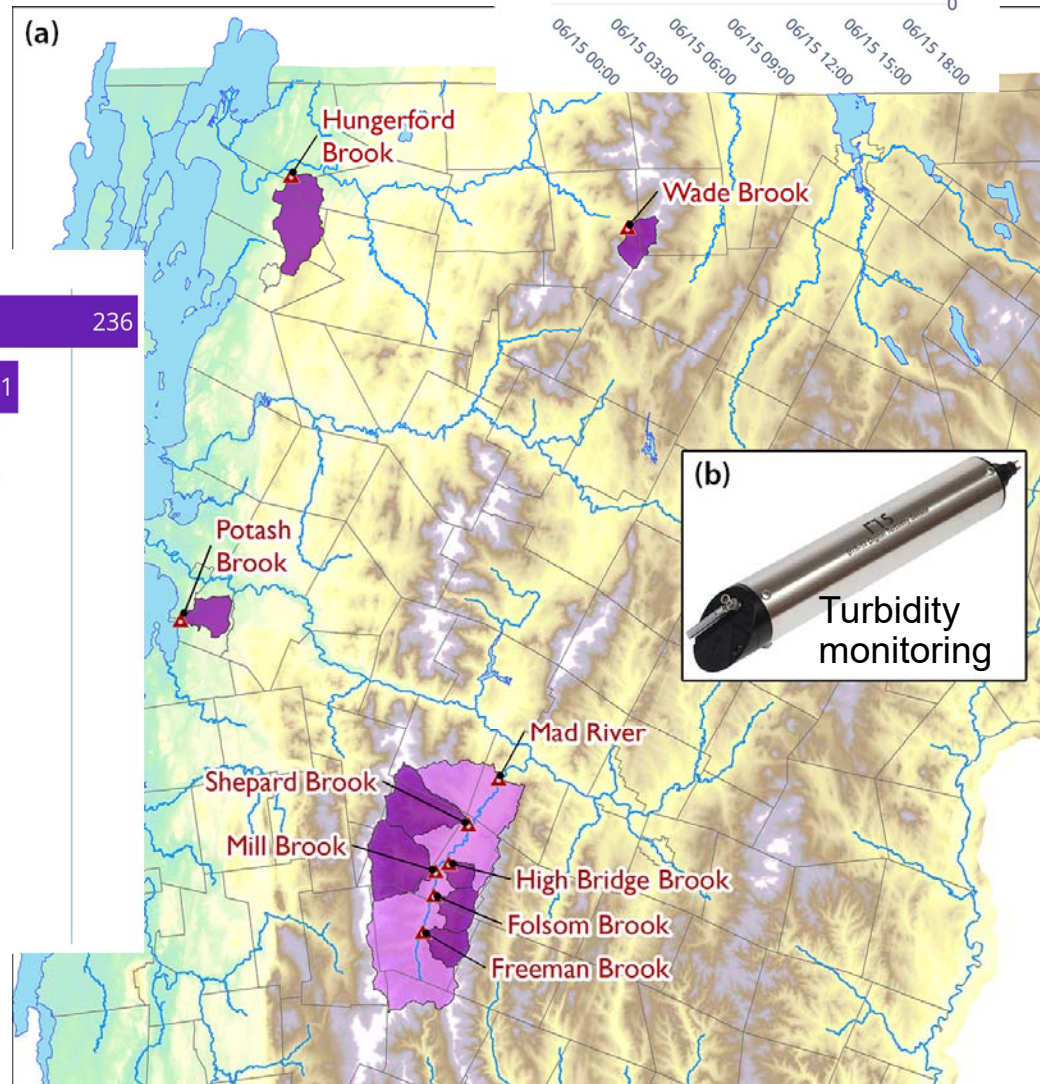 (a)
0
06/15 00:00
06/15 03:00
06/15 06:00
06/15 09:00
06/15 12:00
06/15 15:00
06/15 18:00
Hungerford
Brook
Wade Brook
236
1
(b)
Turbidity
monitoring
Potash
Brook
Mad River
Shepard Brook
Mill Brook
High Bridge Brook
Folsom Brook
Freeman Brook